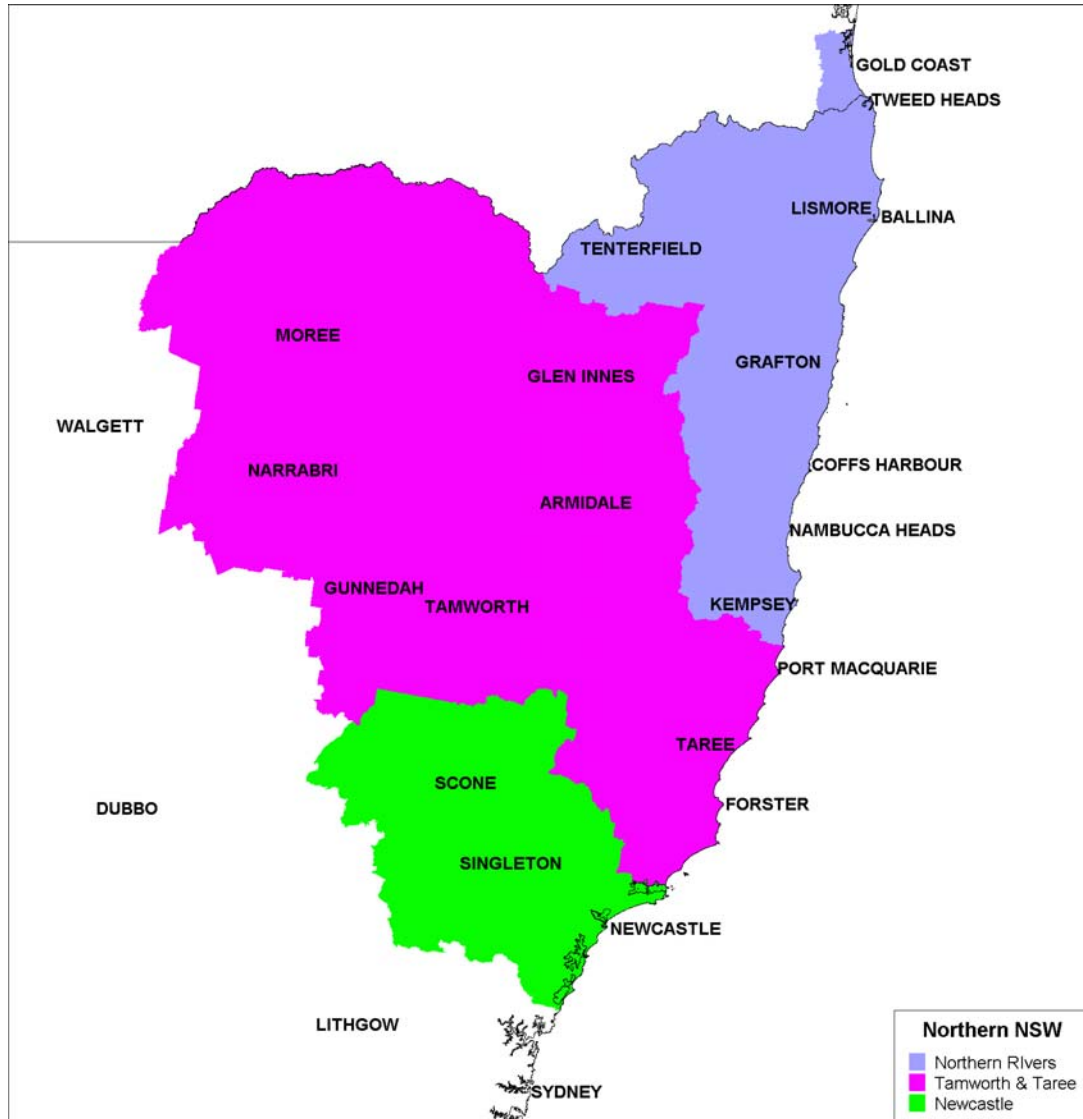 GOLD COAST
TWEED HEADS
LISMORE
BALLINA
TENTERFIELD
MOREE
GRAFTON
GLEN INNES
WALGETT
COFFS HARBOUR
NARRABRI
ARMIDALE
NAMBUCCA HEADS
GUNNEDAH
TAMWORTH
KEMPSEY
PORT MACQUARIE
TAREE
SCONE
FORSTER
DUBBO
SINGLETON
NEWCASTLE
LITHGOW
SYDNEY
Northern NSW
Northern RIvers
Tamworth & Taree
Newcastle